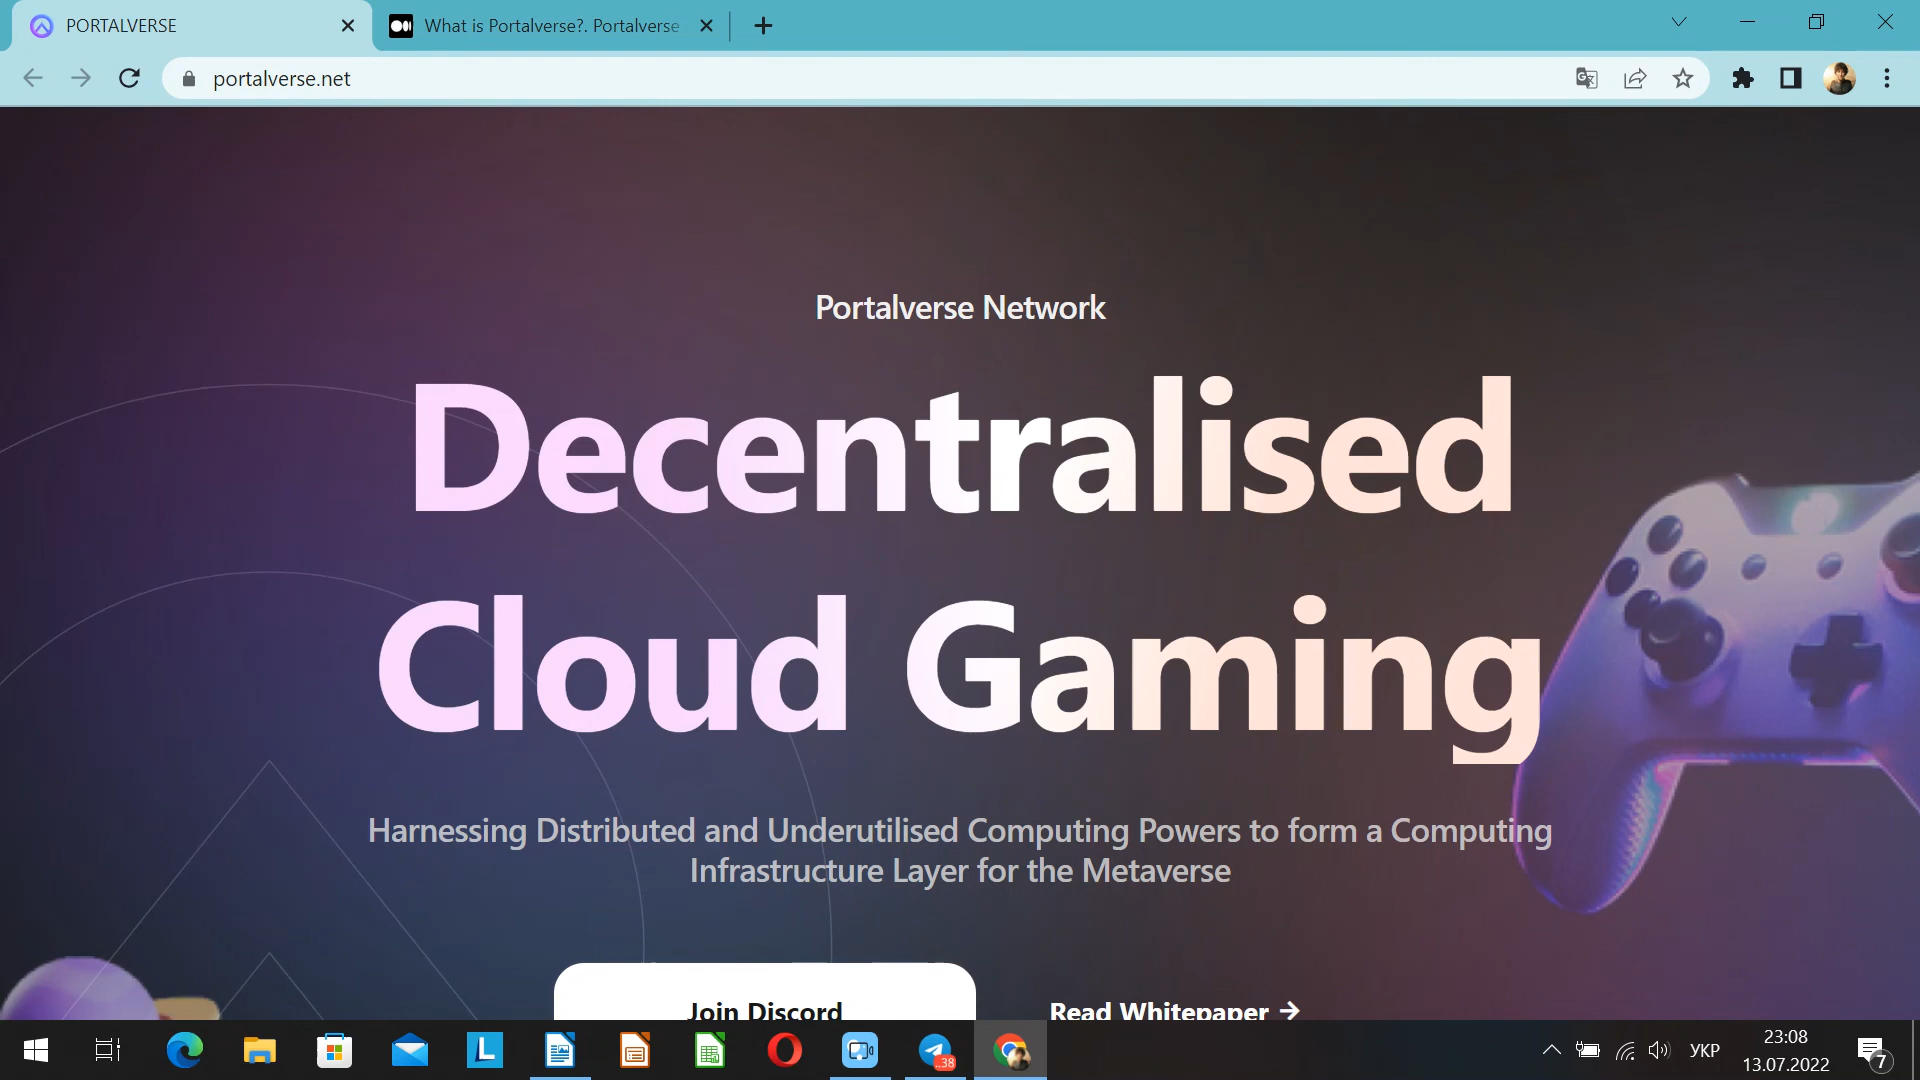 PORTALVERSE
What is Portalverse?. Portalverse
portalverse.net
Portalverse Network
Decentralised
Cloud Gaming
Harnessing Distributed and Underutilised Computing Powers to form a Computing
Infrastructure Layer for the Metaverse
Join Discord
Read Whitepaper →
L
..38
УКР
23:08
13.07.2022
7